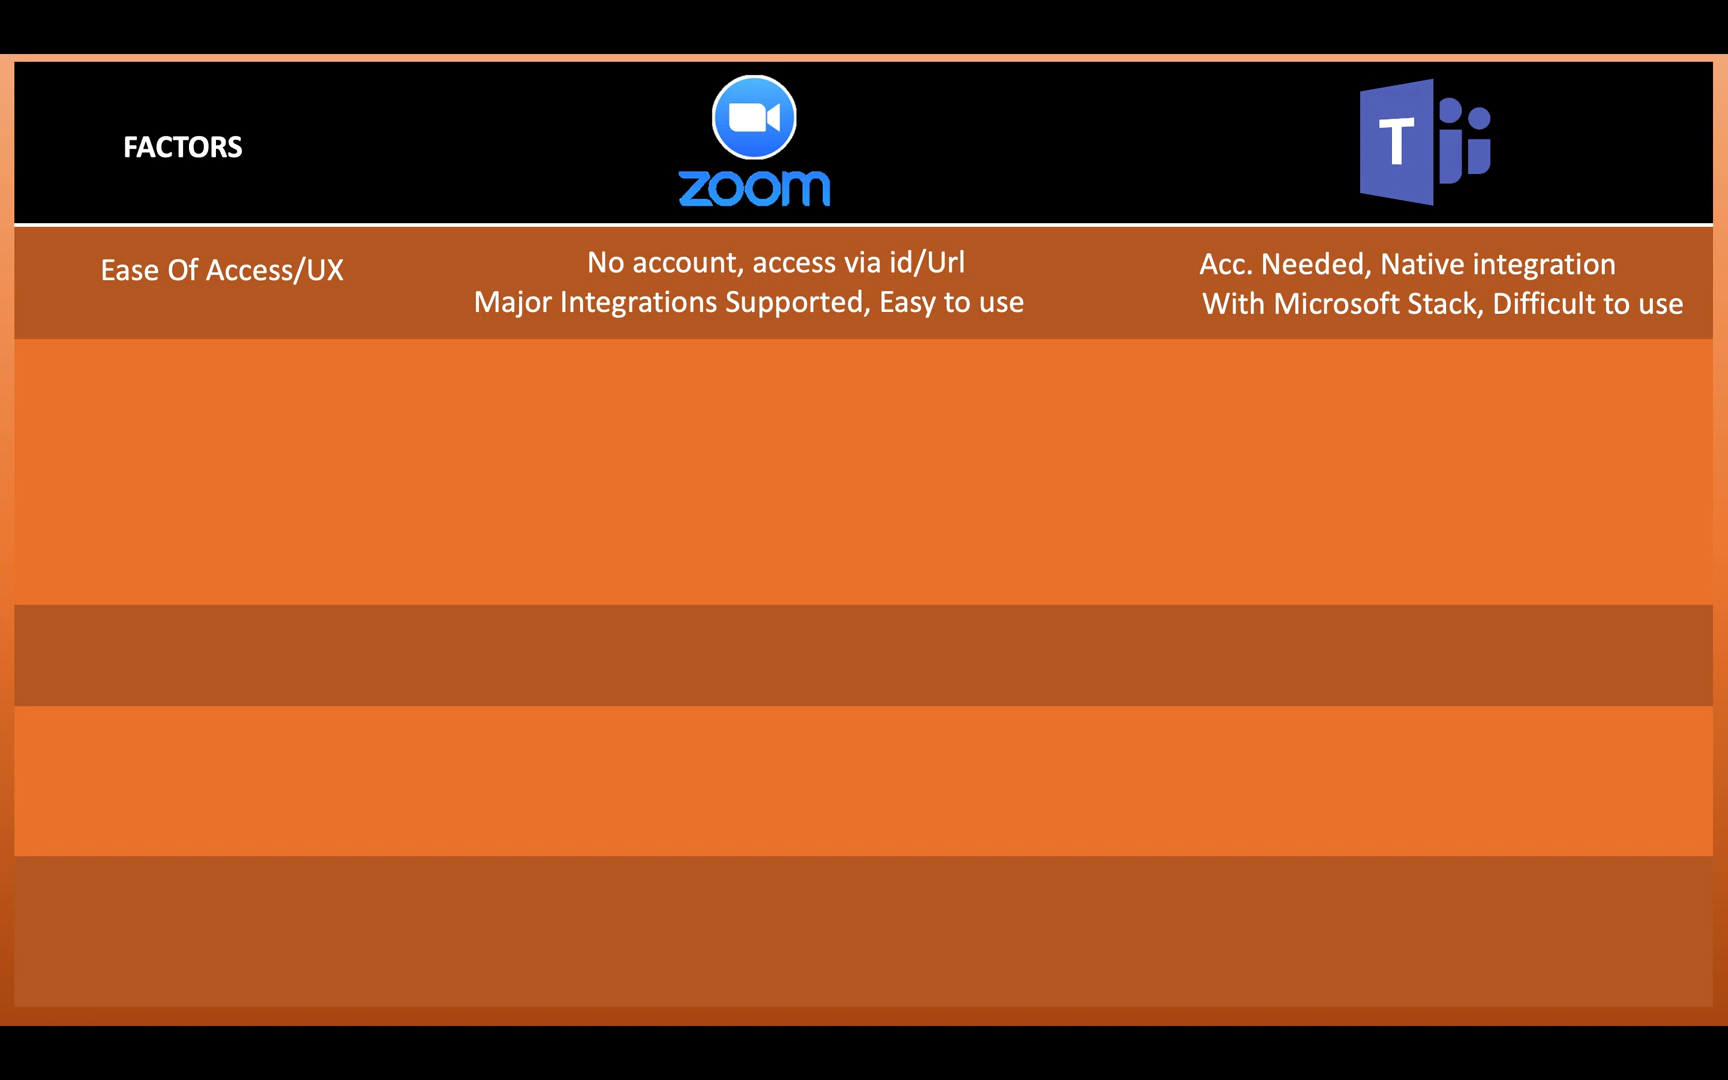 FACTORS
zoom
T
Ease Of Access/UX
No account, access via id/Url
Major Integrations Supported, Easy to use
Acc. Needed, Native integration
With Microsoft Stack, Difficult to use